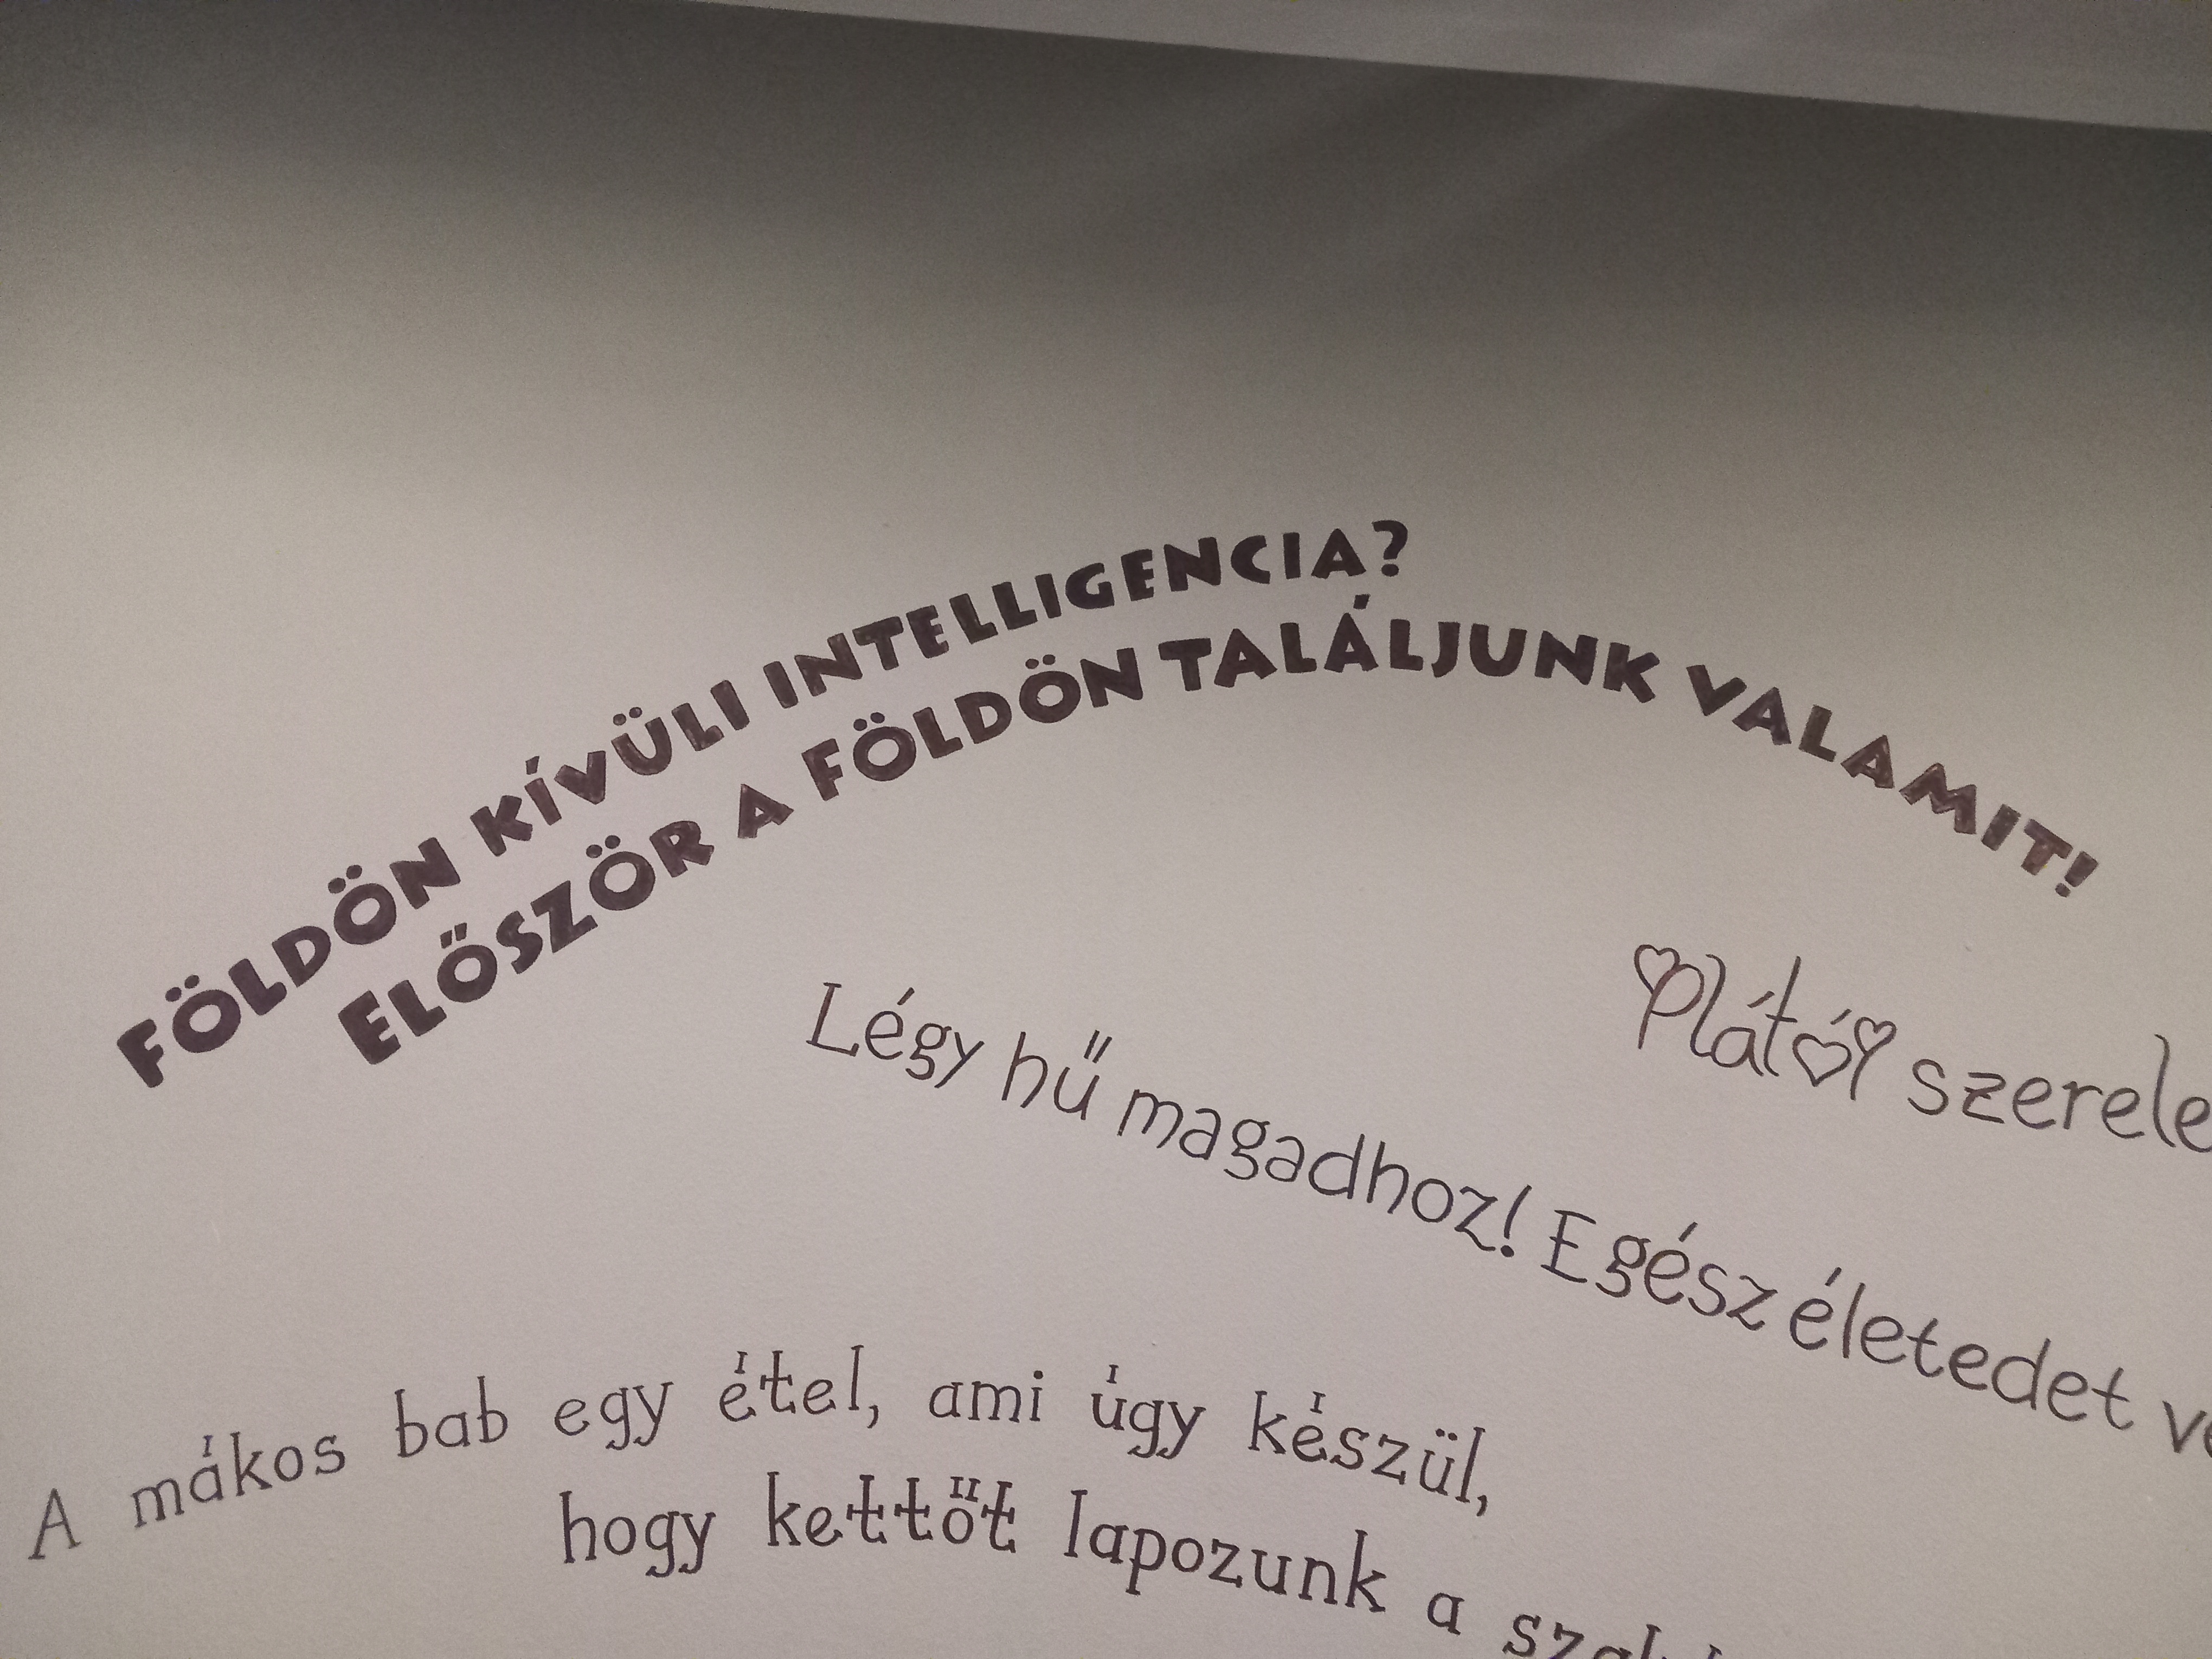 FÖLDÖN KÍVÜLI INTELLIGENCIA?
ELŐSZÖR A FÖLDÖN TALÁLJUNK VALAMIT!
Plátói
Légy hű magadhoz! Egész életedet
A mákos bab egy étel, ami úgy készül,
hogy kettőt lapozunk a